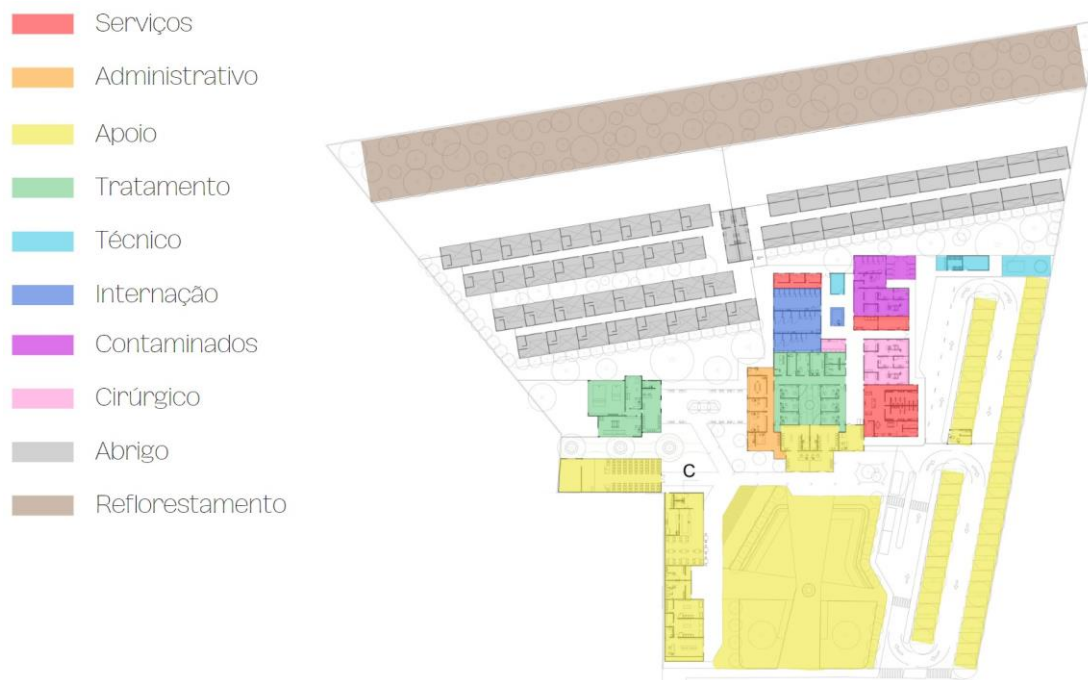 Serviços
Administrativo
Apoio
Tratamento
Técnico
Internação
Contaminados
Cirúrgico
Abrigo
Reflorestamento
C